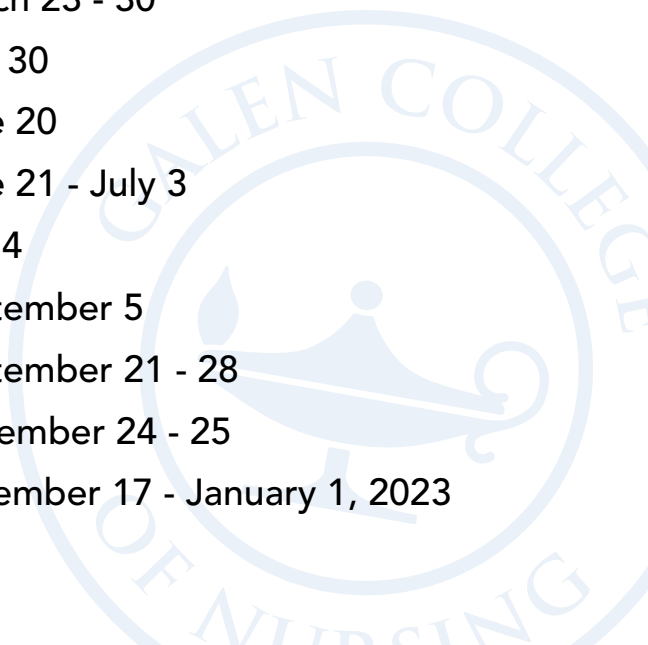 ch 23 - 30
30
e 20
e 21 - July 3
4
tember 5
tember 21 - 28
ember 24 - 25
ember 17 - January 1, 2023
GALEN COLLEGE
OF NURSING